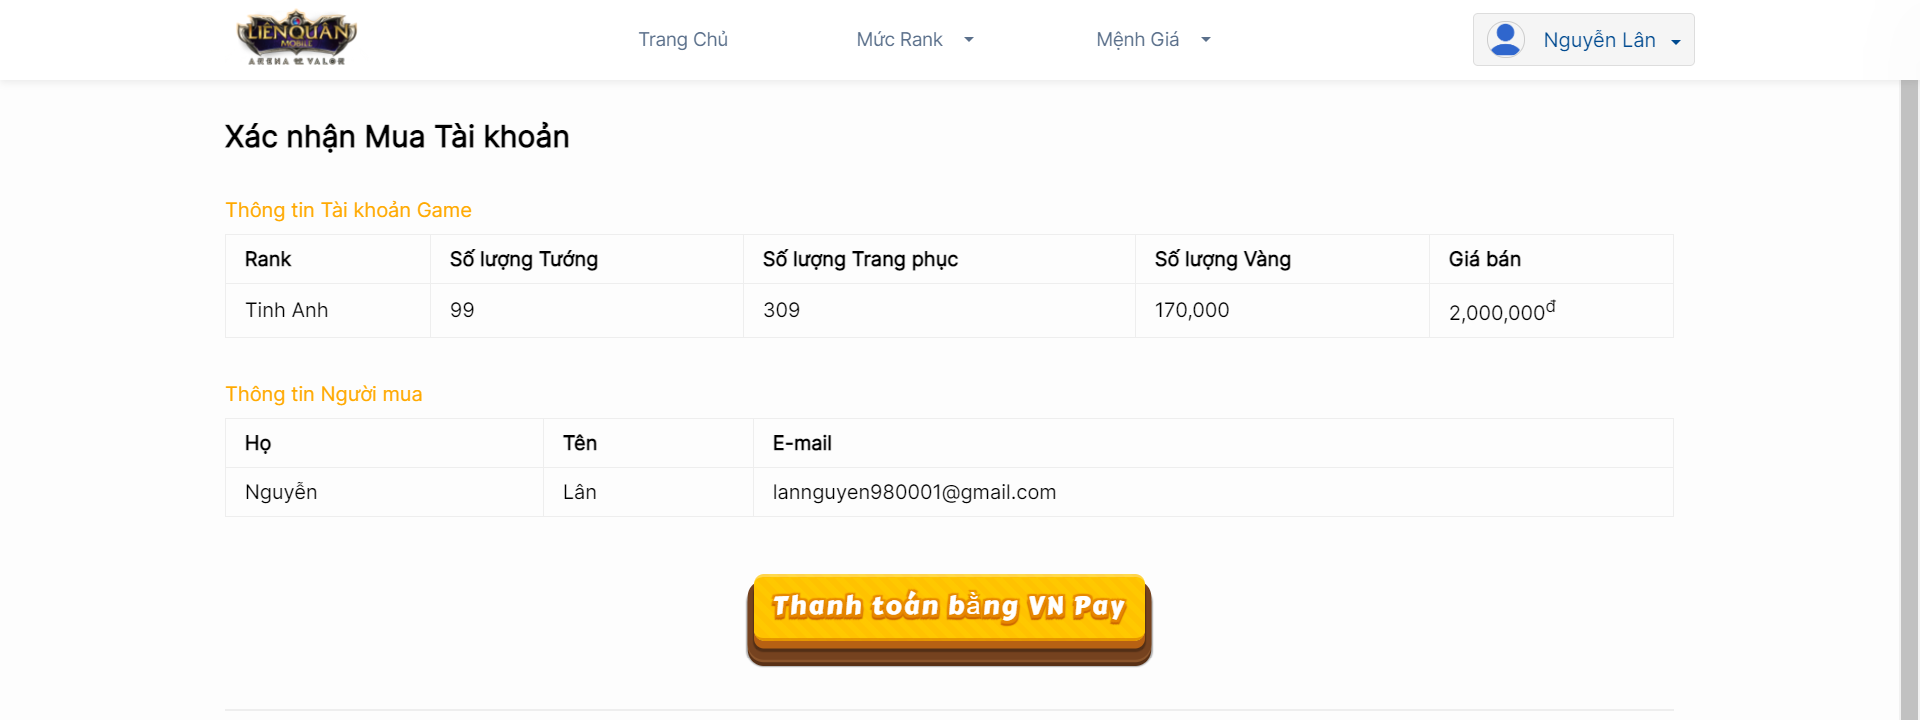 LIÊN QUÂN
MOBILE
ARENA OF VALOR
Trang Chủ
Mức Rank
Mệnh Giá
Nguyễn Lân
Xác nhận Mua Tài khoản
Thông tin Tài khoản Game
Rank Số lượng Tướng Số lượng Trang phục Số lượng Vàng Giá bán
Tinh Anh 99 309 170,000 2,000,000đ
Thông tin Người mua
Họ Tên E-mail
Nguyễn Lân lannguyen980001@gmail.com
Thanh toán bằng VN Pay